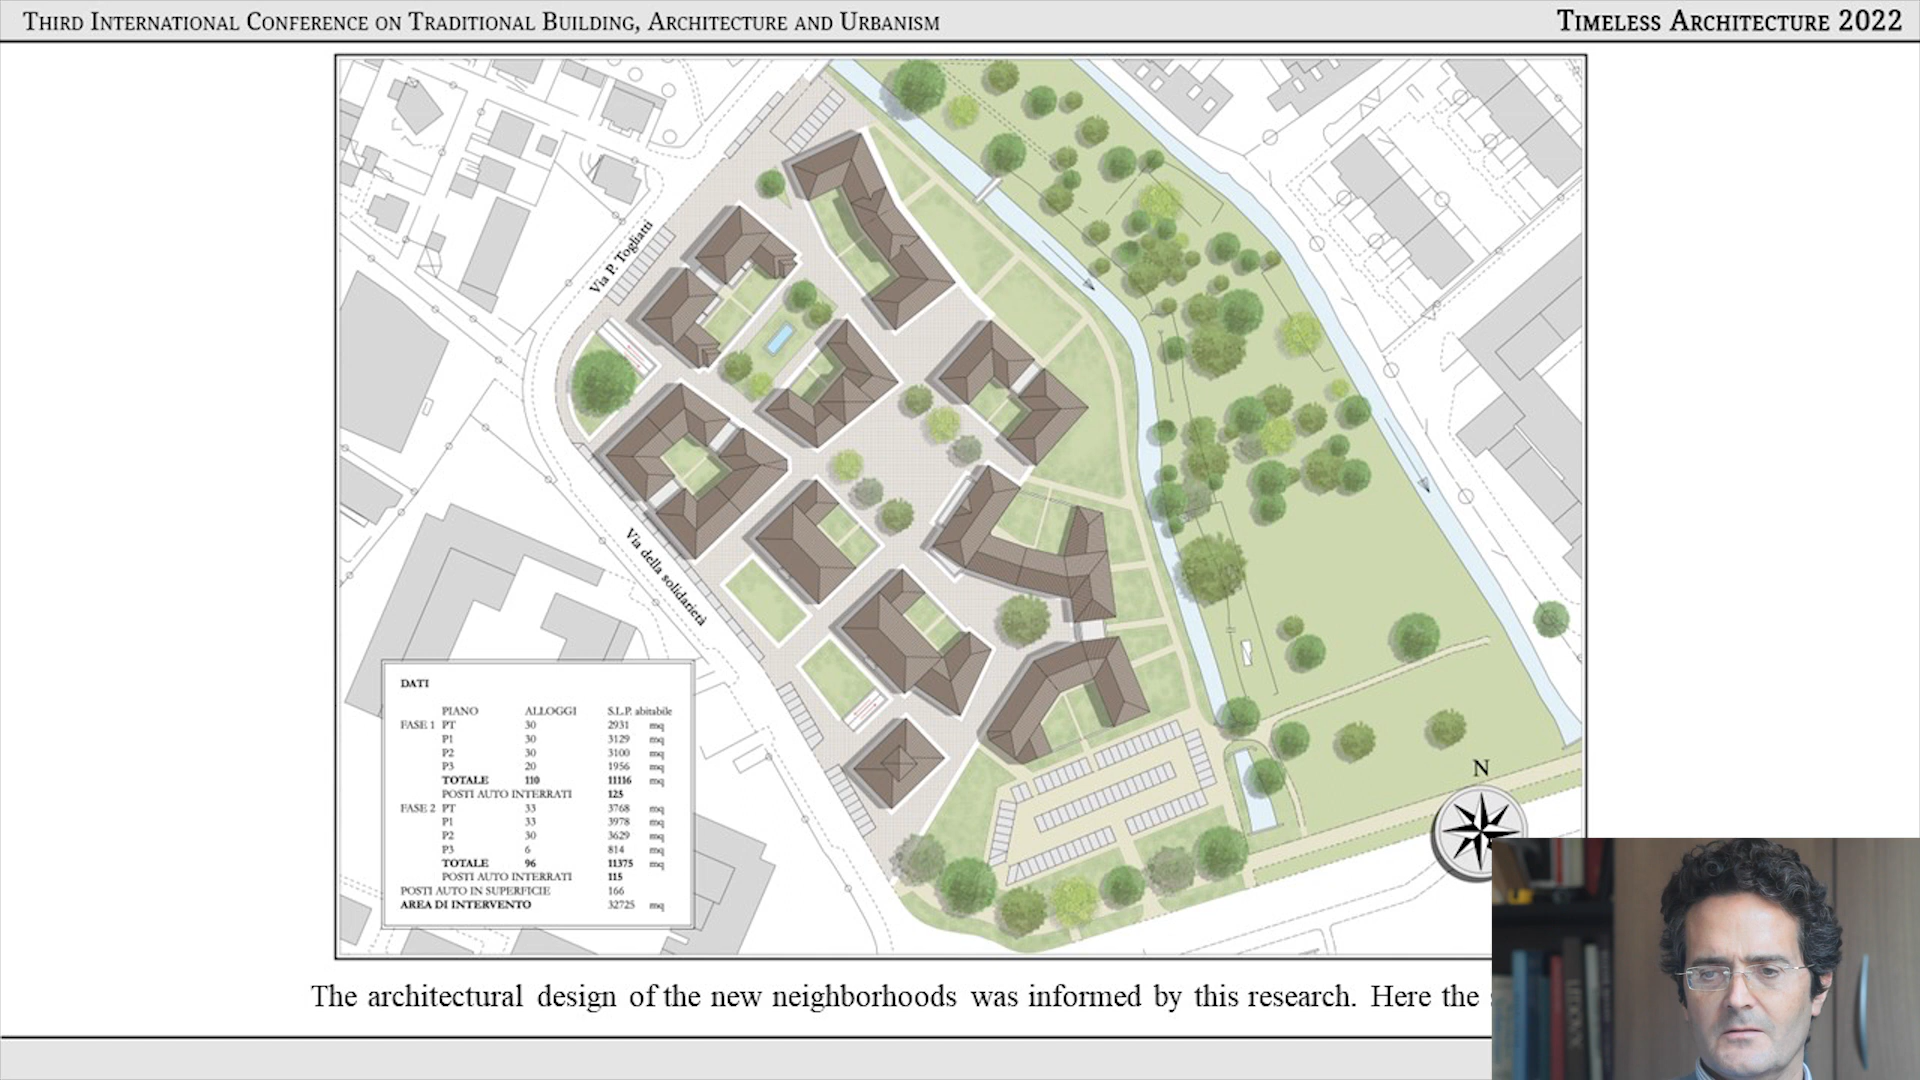 Third International Conference on Traditional Building, Architecture and Urbanism
Timeless Architecture 2022
Via P. Togliatti
Via della solidarietà
DATI
PIANO ALLOGGI S.L.P. abitabile
FASE 1 PT 30 2931 mq
P1 30 3129 mq
P2 30 3100 mq
P3 20 1956 mq
TOTALE 110 11116 mq
POSTI AUTO INTERRATI 125
FASE 2 PT 33 3768 mq
P1 33 3978 mq
P2 30 3629 mq
P3 6 814 mq
TOTALE 96 11375 mq
POSTI AUTO INTERRATI 115
POSTI AUTO IN SUPERFICIE 166
AREA DI INTERVENTO 32725 mq
N
The architectural design of the new neighborhoods was informed by this research. Here the